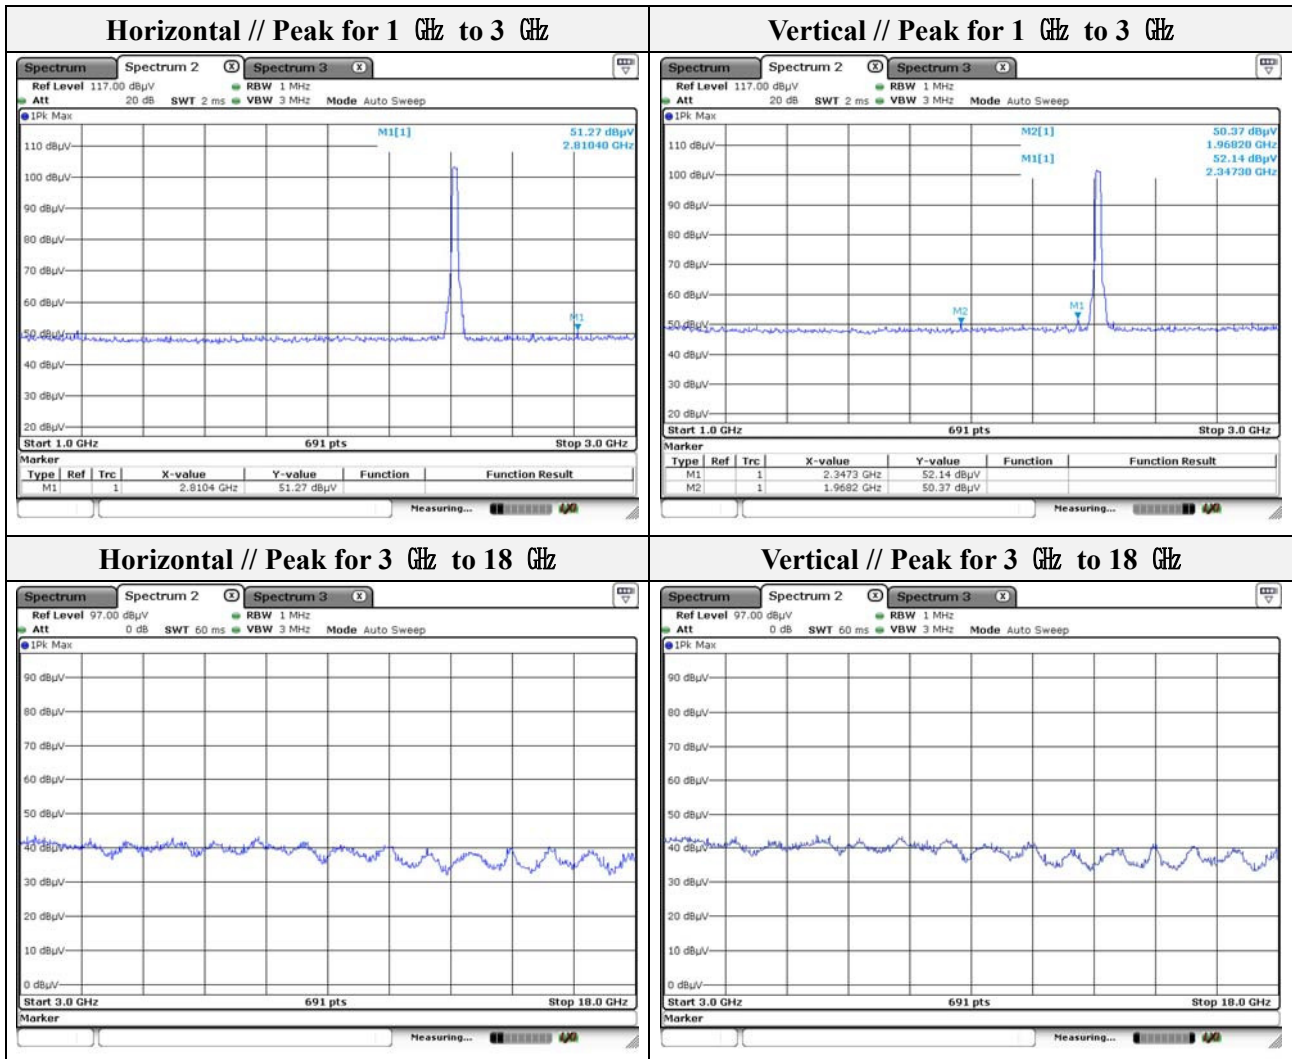 Horizontal // Peak for 1 ㎓ to 3 ㎓
Spectrum Spectrum 2 Spectrum 3
Ref Level 117.00 dBµV RBW 1 MHz
Att 20 dB SWT 2 ms VBW 3 MHz Mode Auto Sweep
1Pk Max
M1[1] 51.27 dBµV
2.81040 GHz
110 dBµV
100 dBµV
90 dBµV
80 dBµV
70 dBµV
60 dBµV
M1
50 dBµV
40 dBµV
30 dBµV
20 dBµV
Start 1.0 GHz 691 pts Stop 3.0 GHz
Marker
Type Ref Trc X-value Y-value Function Function Result
M1 1 2.8104 GHz 51.27 dBµV
Measuring...
Vertical // Peak for 1 ㎓ to 3 ㎓
Spectrum Spectrum 2 Spectrum 3
Ref Level 117.00 dBµV RBW 1 MHz
Att 20 dB SWT 2 ms VBW 3 MHz Mode Auto Sweep
1Pk Max
M2[1] 50.37 dBµV
1.96820 GHz
M1[1] 52.14 dBµV
2.34730 GHz
110 dBµV
100 dBµV
90 dBµV
80 dBµV
70 dBµV
60 dBµV
M2 M1
50 dBµV
40 dBµV
30 dBµV
20 dBµV
Start 1.0 GHz 691 pts Stop 3.0 GHz
Marker
Type Ref Trc X-value Y-value Function Function Result
M1 1 2.3473 GHz 52.14 dBµV
M2 1 1.9682 GHz 50.37 dBµV
Measuring...
Horizontal // Peak for 3 ㎓ to 18 ㎓
Spectrum Spectrum 2 Spectrum 3
Ref Level 97.00 dBµV RBW 1 MHz
Att 0 dB SWT 60 ms VBW 3 MHz Mode Auto Sweep
1Pk Max
90 dBµV
80 dBµV
70 dBµV
60 dBµV
50 dBµV
40 dBµV
30 dBµV
20 dBµV
10 dBµV
0 dBµV
Start 3.0 GHz 691 pts Stop 18.0 GHz
Marker
Measuring...
Vertical // Peak for 3 ㎓ to 18 ㎓
Spectrum Spectrum 2 Spectrum 3
Ref Level 97.00 dBµV RBW 1 MHz
Att 0 dB SWT 60 ms VBW 3 MHz Mode Auto Sweep
1Pk Max
90 dBµV
80 dBµV
70 dBµV
60 dBµV
50 dBµV
40 dBµV
30 dBµV
20 dBµV
10 dBµV
0 dBµV
Start 3.0 GHz 691 pts Stop 18.0 GHz
Marker
Measuring...